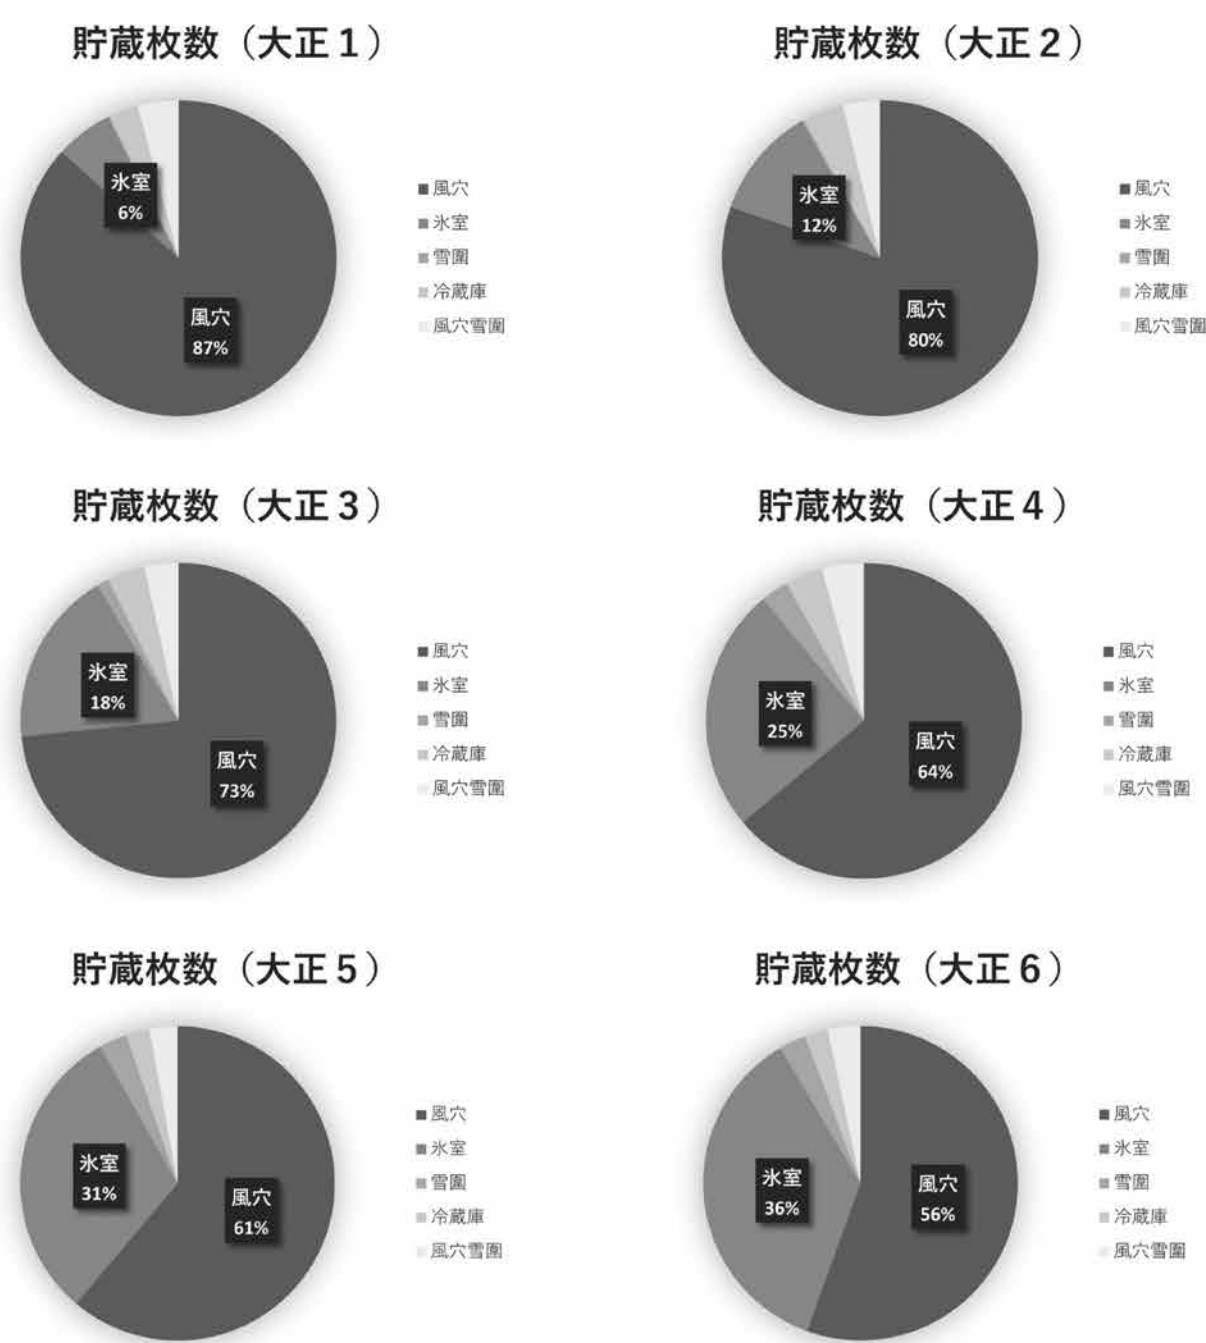 貯蔵枚数（大正１）
氷室
6%
風穴
87%
風穴
氷室
雪囲
冷蔵庫
風穴雪囲
貯蔵枚数（大正２）
氷室
12%
風穴
80%
風穴
氷室
雪囲
冷蔵庫
風穴雪囲
貯蔵枚数（大正３）
氷室
18%
風穴
73%
風穴
氷室
雪囲
冷蔵庫
風穴雪囲
貯蔵枚数（大正４）
氷室
25%
風穴
64%
風穴
氷室
雪囲
冷蔵庫
風穴雪囲
貯蔵枚数（大正５）
氷室
31%
風穴
61%
風穴
氷室
雪囲
冷蔵庫
風穴雪囲
貯蔵枚数（大正６）
氷室
36%
風穴
56%
風穴
氷室
雪囲
冷蔵庫
風穴雪囲